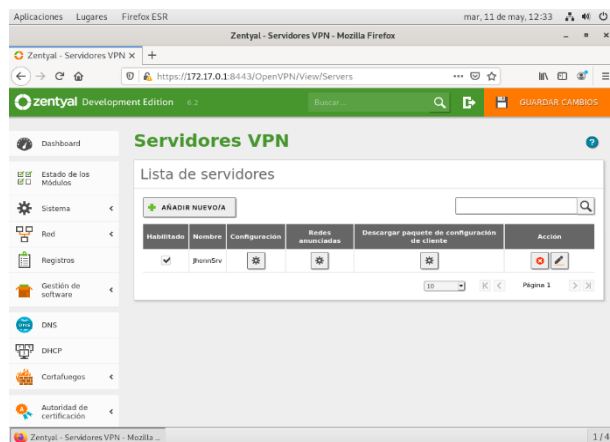 Aplicaciones Lugares Firefox ESR mar, 11 de may, 12:33
Zentyal - Servidores VPN - Mozilla Firefox
Zentyal - Servidores VPN × +
https://172.17.0.1:8443/OpenVPN/View/Servers
zentyal Development Edition 6.2 Buscar... GUARDAR CAMBIOS
Dashboard
Estado de los
Módulos
Sistema
Red
Registros
Gestión de
software
DNS
DHCP
Cortafuegos
Autoridad de
certificación
Servidores VPN
Lista de servidores
AÑADIR NUEVO/A
Habilitado Nombre Configuración Redes
anunciadas Descargar paquete de configuración
de cliente Acción
JhonnSrv
10 Página 1
Zentyal - Servidores VPN - Mozilla ... 1 / 4